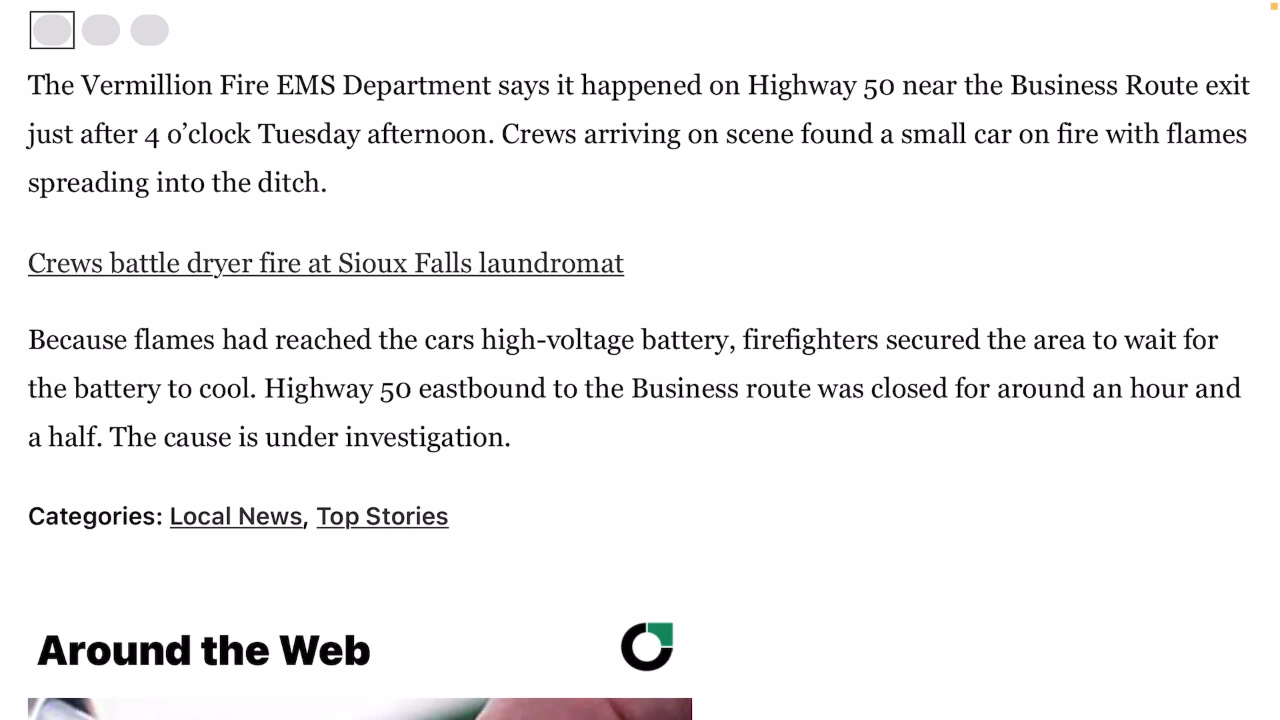 The Vermillion Fire EMS Department says it happened on Highway 50 near the Business Route exit
just after 4 o’clock Tuesday afternoon. Crews arriving on scene found a small car on fire with flames
spreading into the ditch.
Crews battle dryer fire at Sioux Falls laundromat
Because flames had reached the cars high-voltage battery, firefighters secured the area to wait for
the battery to cool. Highway 50 eastbound to the Business route was closed for around an hour and
a half. The cause is under investigation.
Categories: Local News, Top Stories
Around the Web